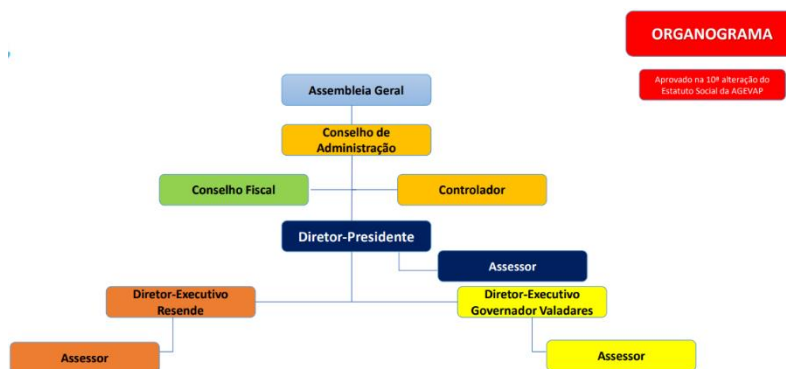 ORGANOGRAMA
Aprovado na 10ª alteração do
Estatuto Social da AGEVAP
Assembleia Geral
Conselho de
Administração
Conselho Fiscal
Controlador
Diretor-Presidente
Assessor
Diretor-Executivo
Resende
Diretor-Executivo
Governador Valadares
Assessor
Assessor